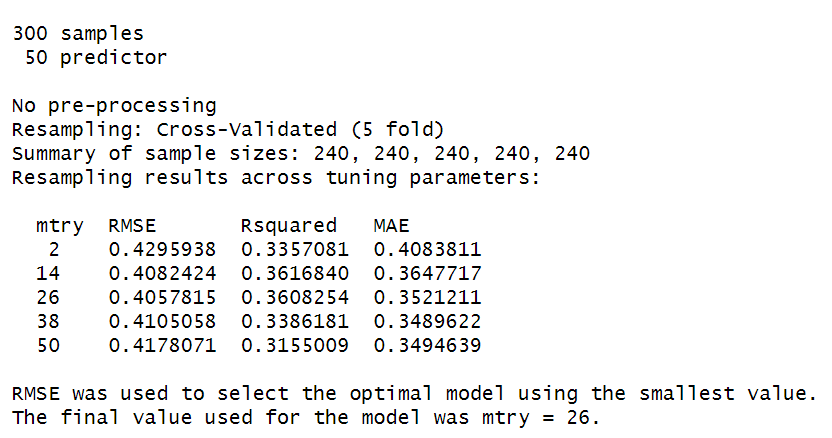 300 samples
50 predictor
No pre-processing
Resampling: Cross-Validated (5 fold)
Summary of sample sizes: 240, 240, 240, 240, 240
Resampling results across tuning parameters:
mtry RMSE Rsquared MAE
2 0.4295938 0.3357081 0.4083811
14 0.4082424 0.3616840 0.3647717
26 0.4057815 0.3608254 0.3521211
38 0.4105058 0.3386181 0.3489622
50 0.4178071 0.3155009 0.3494639
RMSE was used to select the optimal model using the smallest value.
The final value used for the model was mtry = 26.